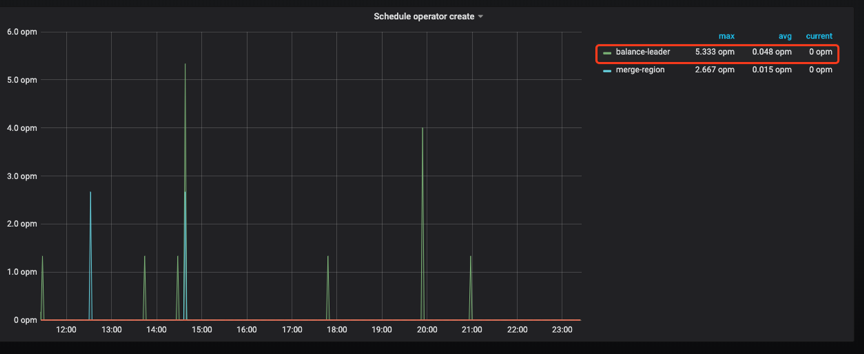 Schedule operator create
6.0 opm
5.0 opm
4.0 opm
3.0 opm
2.0 opm
1.0 opm
0 opm
12:00 13:00 14:00 15:00 16:00 17:00 18:00 19:00 20:00 21:00 22:00 23:00
max avg current
balance-leader 5.333 opm 0.048 opm 0 opm
merge-region 2.667 opm 0.015 opm 0 opm